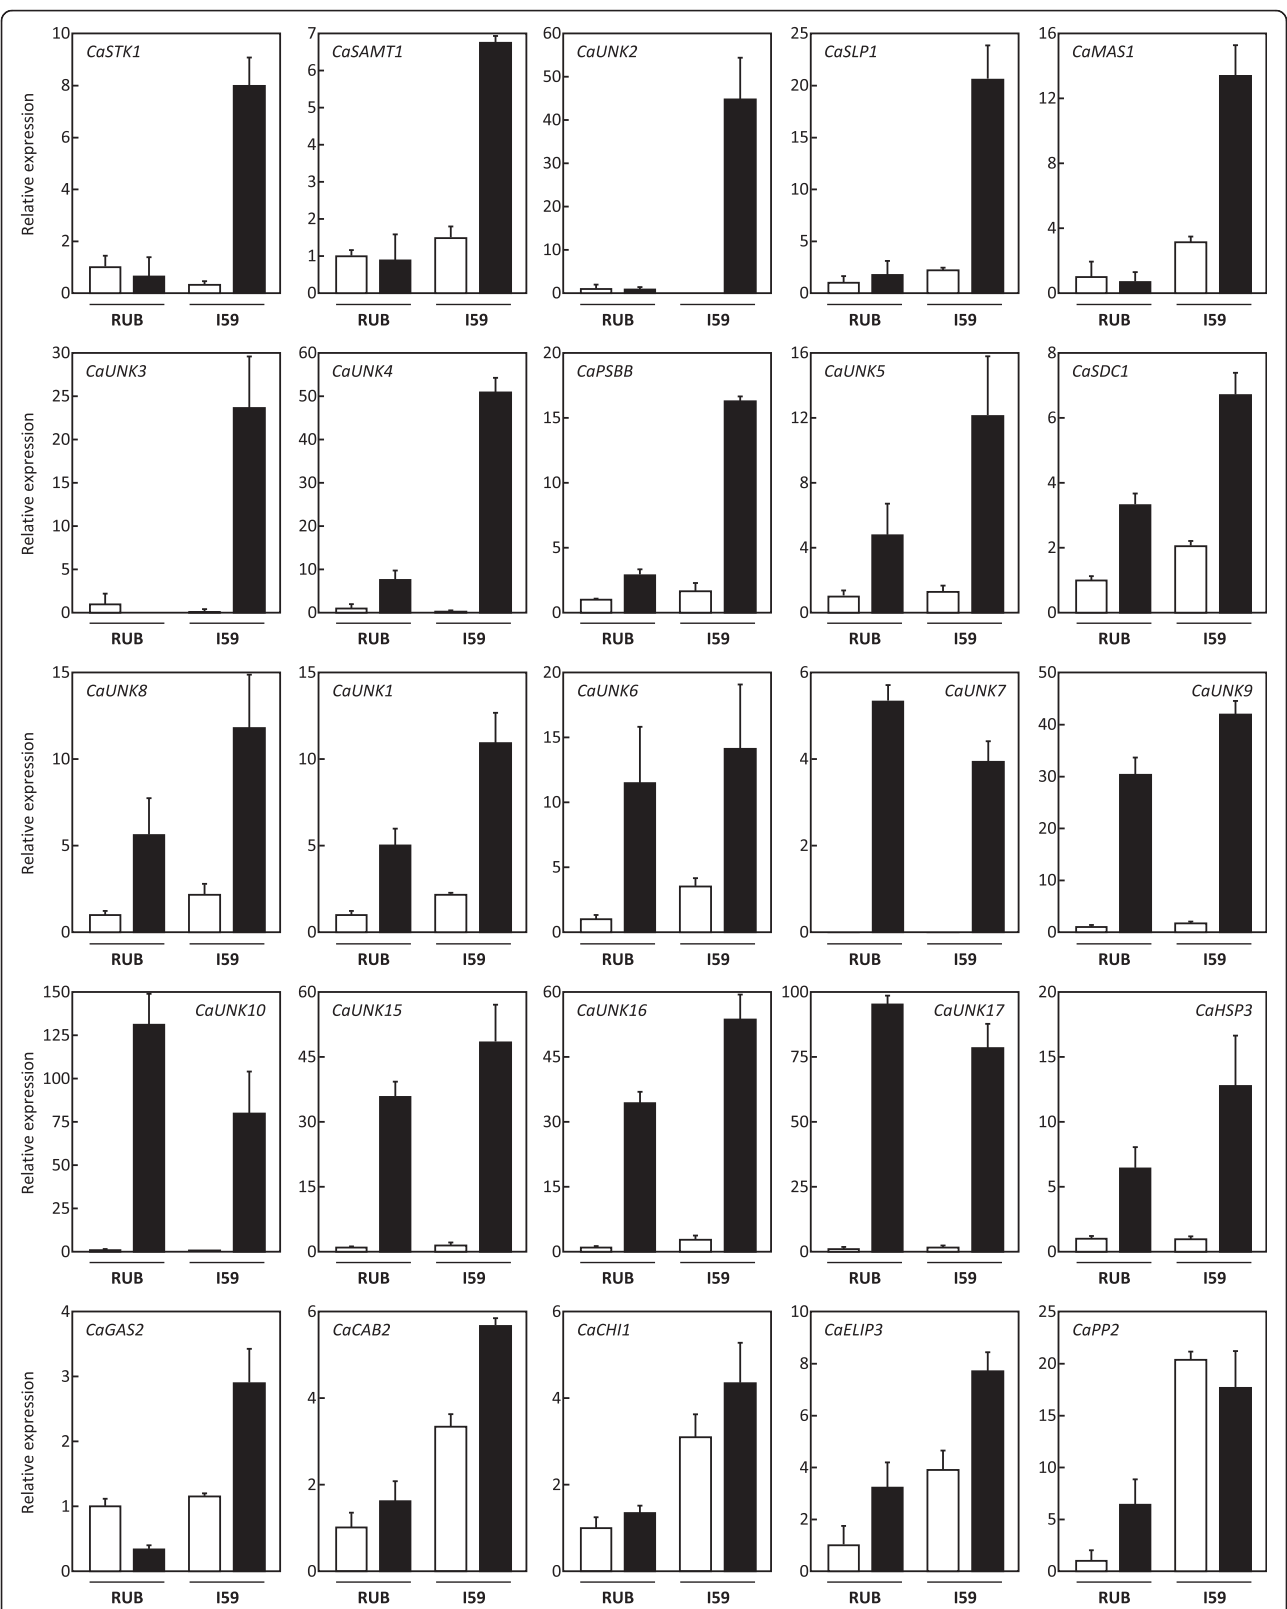 10 7 60 25 16
CaSTK1 CaSAMT1 CaUNK2 CaSLP1 CaMAS1
6 50 20
8 12
5 40
6 4 15
30 8
4 3 10
20
2 4
2 10 5
1
0 0 0 0 0
Relative expression
RUB I59 RUB I59 RUB I59 RUB I59 RUB I59
30 60 20 16 8
CaUNK3 CaUNK4 CaPSBB CaUNK5 CaSDC1
25 50
15 12 6
20 40
15 30 10 8 4
10 20
5 4 2
5 10
0 0 0 0 0
Relative expression
RUB I59 RUB I59 RUB I59 RUB I59 RUB I59
15 15 20 6 50
CaUNK8 CaUNK1 CaUNK6 CaUNK7 CaUNK9
40
15
10 10 4
30
10
20
5 5 2
5 10
0 0 0 0 0
Relative expression
RUB I59 RUB I59 RUB I59 RUB I59 RUB I59
150 60 60 100 20
CaUNK10 CaUNK15 CaUNK16 CaUNK17 CaHSP3
125
45 45 75 15
100
75 30 30 50 10
50
15 15 25 5
25
0 0 0 0 0
Relative expression
RUB I59 RUB I59 RUB I59 RUB I59 RUB I59
4 6 6 10 25
CaGAS2 CaCAB2 CaCHI1 CaELIP3 CaPP2
8 20
3
4 4
6 15
2
4 10
2 2
1
2 5
0 0 0 0 0
Relative expression
RUB I59 RUB I59 RUB I59 RUB I59 RUB I59